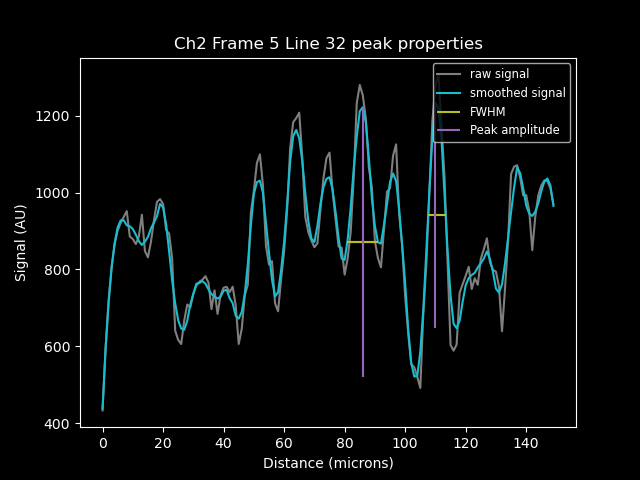 Ch2 Frame 5 Line 32 peak properties
raw signal
smoothed signal
FWHM
Peak amplitude
Signal (AU)
1200
1000
800
600
400
0 20 40 60 80 100 120 140
Distance (microns)